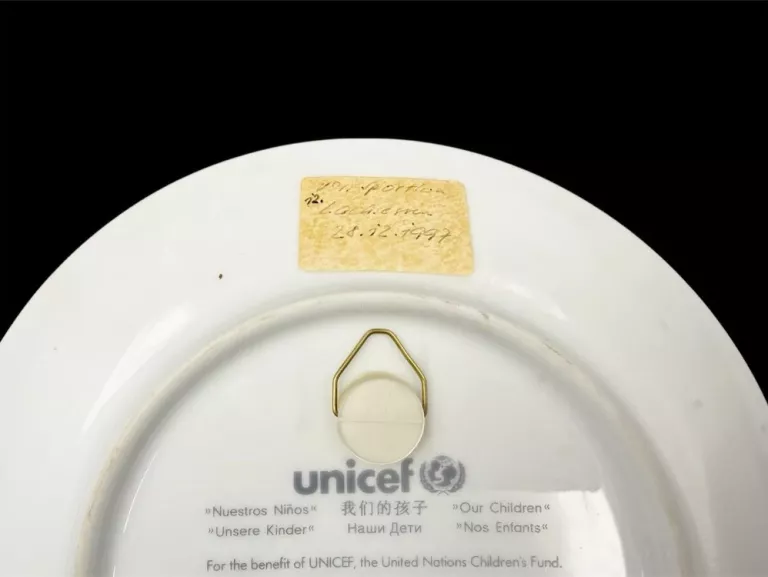 12.
28.12.1997
unicef
"Nuestros Niños" 我们的孩子 "Our Children"
"Unsere Kinder" Наши Дети "Nos Enfants"
For the benefit of UNICEF, the United Nations Children's Fund.